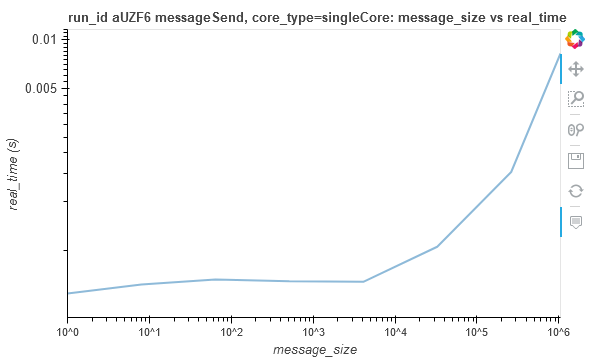 run_id aUZF6 messageSend, core_type=singleCore: message_size vs real_time
0.01
0.005
real_time (s)
10^0 10^1 10^2 10^3 10^4 10^5 10^6
message_size